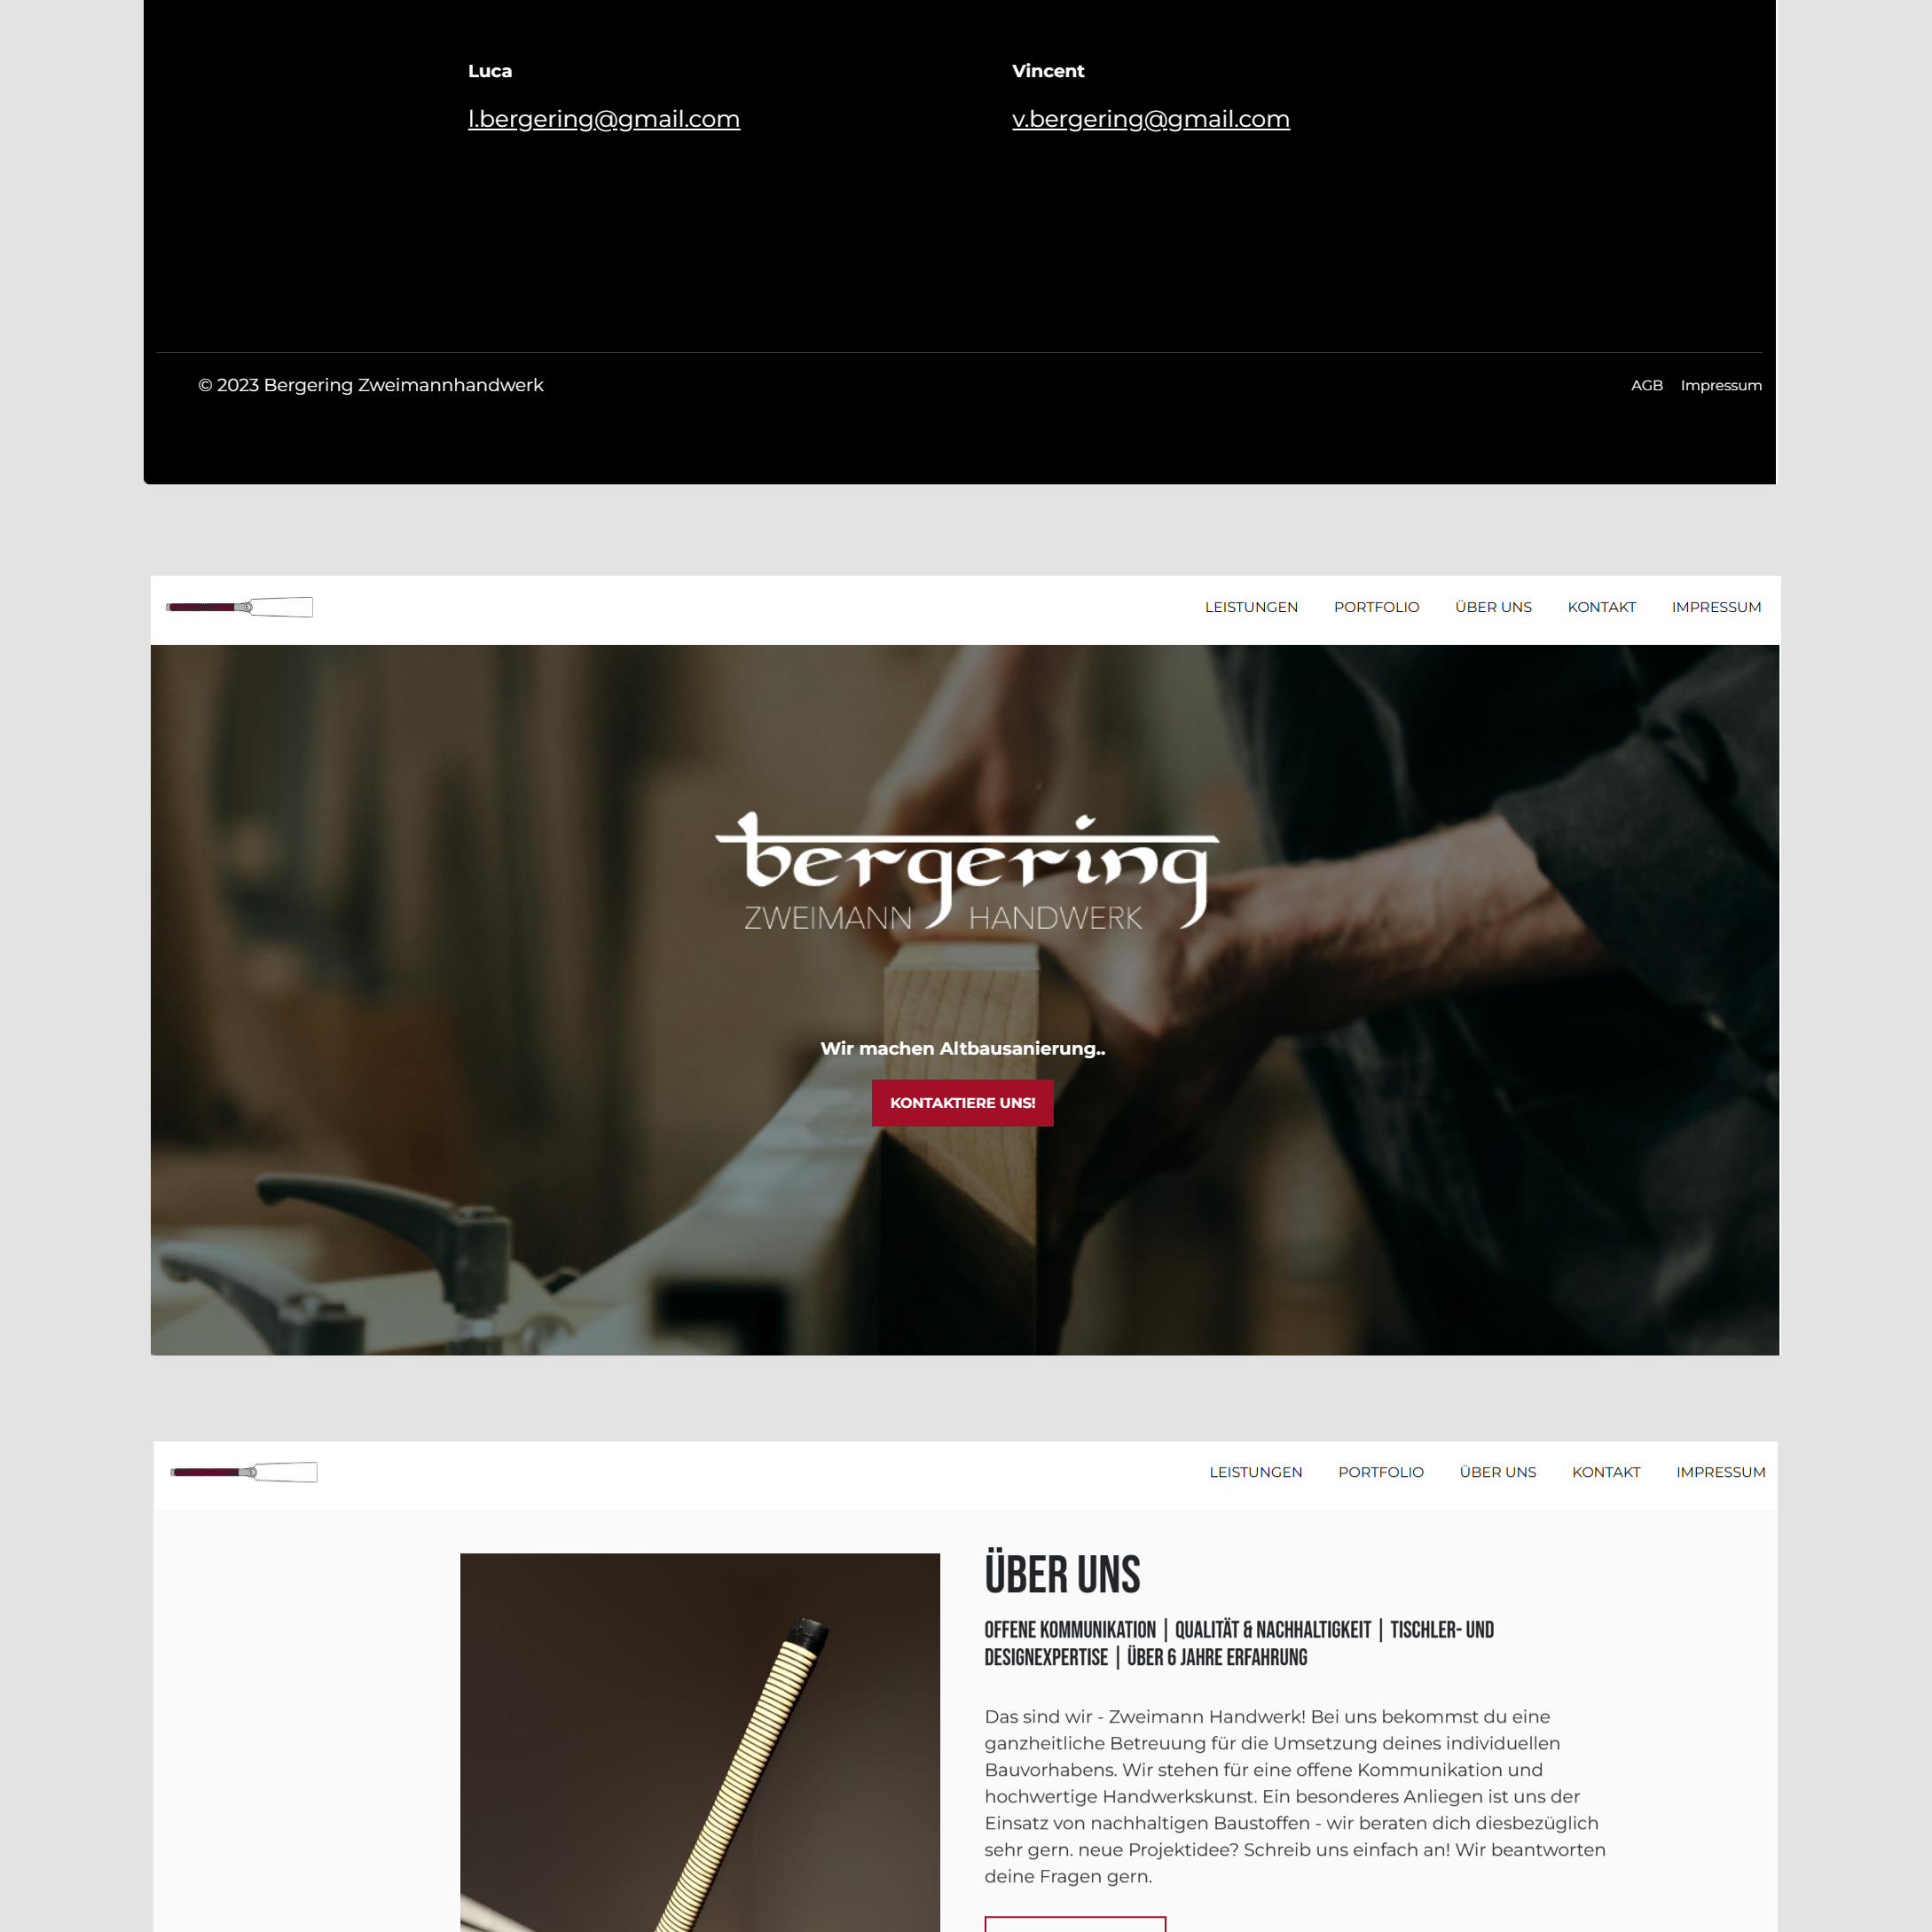 Luca
Vincent
l.bergering@gmail.com
v.bergering@gmail.com
© 2023 Bergering Zweimannhandwerk
AGB Impressum
LEISTUNGEN PORTFOLIO ÜBER UNS KONTAKT IMPRESSUM
bergering
ZWEIMANN HANDWERK
Wir machen Altbausanierung..
KONTAKTIERE UNS!
LEISTUNGEN PORTFOLIO ÜBER UNS KONTAKT IMPRESSUM
ÜBER UNS
OFFENE KOMMUNIKATION | QUALITÄT & NACHHALTIGKEIT | TISCHLER- UND
DESIGNEXPERTISE | ÜBER 6 JAHRE ERFAHRUNG
Das sind wir - Zweimann Handwerk! Bei uns bekommst du eine
ganzheitliche Betreuung für die Umsetzung deines individuellen
Bauvorhabens. Wir stehen für eine offene Kommunikation und
hochwertige Handwerkskunst. Ein besonderes Anliegen ist uns der
Einsatz von nachhaltigen Baustoffen - wir beraten dich diesbezüglich
sehr gern. neue Projektidee? Schreib uns einfach an! Wir beantworten
deine Fragen gern.